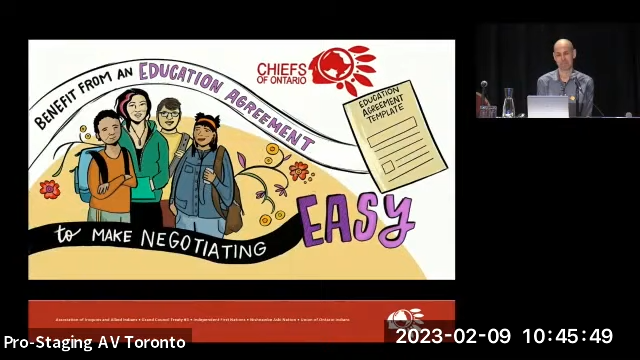 BENEFIT FROM AN EDUCATION AGREEMENT
CHIEFS
OF ONTARIO
EDUCATION
AGREEMENT
TEMPLATE
to MAKE NEGOTIATING
EASY
Association of Iroquois and Allied Indians • Grand Council Treaty #3 • Independent First Nations • Nishnawbe Aski Nation • Union of Ontario Indians
Pro-Staging AV Toronto
2023-02-09 10:45:49